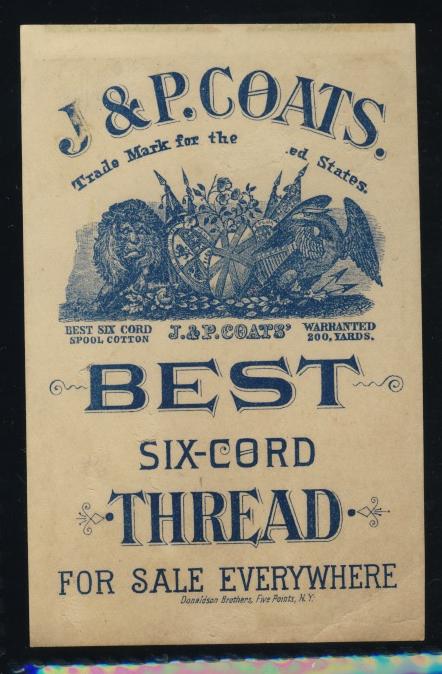 J & P. COATS.
Trade Mark for the ed States.
BEST SIX CORD
SPOOL COTTON
J. & P. COATS'
WARRANTED
200, YARDS.
BEST
SIX-CORD
THREAD
FOR SALE EVERYWHERE
Donaldson Brothers, Five Points, N.Y.